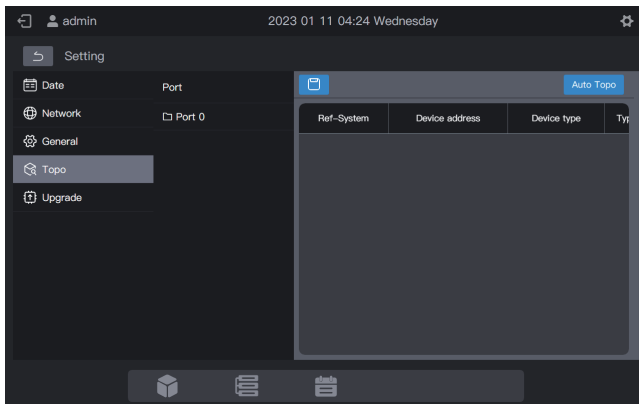 admin
2023 01 11 04:24 Wednesday
Setting
Date
Network
General
Topo
Upgrade
Port
Port 0
Auto Topo
Ref-System Device address Device type Typ